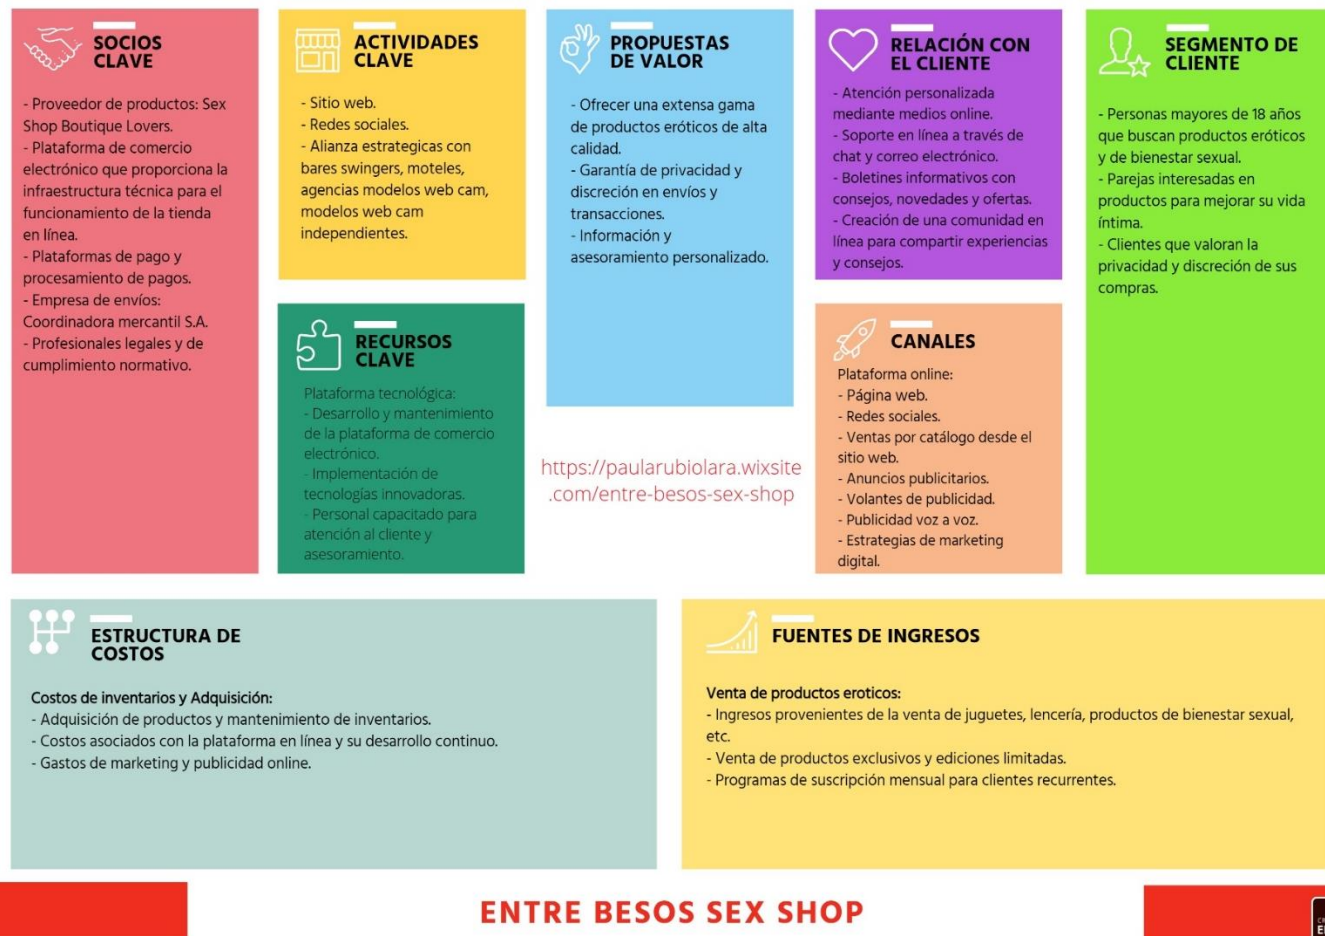 SOCIOS
CLAVE
- Proveedor de productos: Sex
Shop Boutique Lovers.
- Plataforma de comercio
electrónico que proporciona la
infraestructura técnica para el
funcionamiento de la tienda
en línea.
- Plataformas de pago y
procesamiento de pagos.
- Empresa de envíos:
Coordinadora mercantil S.A.
- Profesionales legales y de
cumplimiento normativo.
ACTIVIDADES
CLAVE
- Sitio web.
- Redes sociales.
- Alianza estrategicas con
bares swingers, moteles,
agencias modelos web cam,
modelos web cam
independientes.
RECURSOS
CLAVE
Plataforma tecnológica:
- Desarrollo y mantenimiento
de la plataforma de comercio
electrónico.
- Implementación de
tecnologías innovadoras.
- Personal capacitado para
atención al cliente y
asesoramiento.
PROPUESTAS
DE VALOR
- Ofrecer una extensa gama
de productos eróticos de alta
calidad.
- Garantía de privacidad y
discreción en envíos y
transacciones.
- Información y
asesoramiento personalizado.
https://paularubiolara.wixsite
.com/entre-besos-sex-shop
RELACIÓN CON
EL CLIENTE
- Atención personalizada
mediante medios online.
- Soporte en línea a través de
chat y correo electrónico.
- Boletines informativos con
consejos, novedades y ofertas.
- Creación de una comunidad en
línea para compartir experiencias
y consejos.
CANALES
Plataforma online:
- Página web.
- Redes sociales.
- Ventas por catálogo desde el
sitio web.
- Anuncios publicitarios.
- Volantes de publicidad.
- Publicidad voz a voz.
- Estrategias de marketing
digital.
SEGMENTO DE
CLIENTE
- Personas mayores de 18 años
que buscan productos eróticos
y de bienestar sexual.
- Parejas interesadas en
productos para mejorar su vida
íntima.
- Clientes que valoran la
privacidad y discreción de sus
compras.
ESTRUCTURA DE
COSTOS
Costos de inventarios y Adquisición:
- Adquisición de productos y mantenimiento de inventarios.
- Costos asociados con la plataforma en línea y su desarrollo continuo.
- Gastos de marketing y publicidad online.
FUENTES DE INGRESOS
Venta de productos eroticos:
- Ingresos provenientes de la venta de juguetes, lencería, productos de bienestar sexual,
etc.
- Venta de productos exclusivos y ediciones limitadas.
- Programas de suscripción mensual para clientes recurrentes.
ENTRE BESOS SEX SHOP